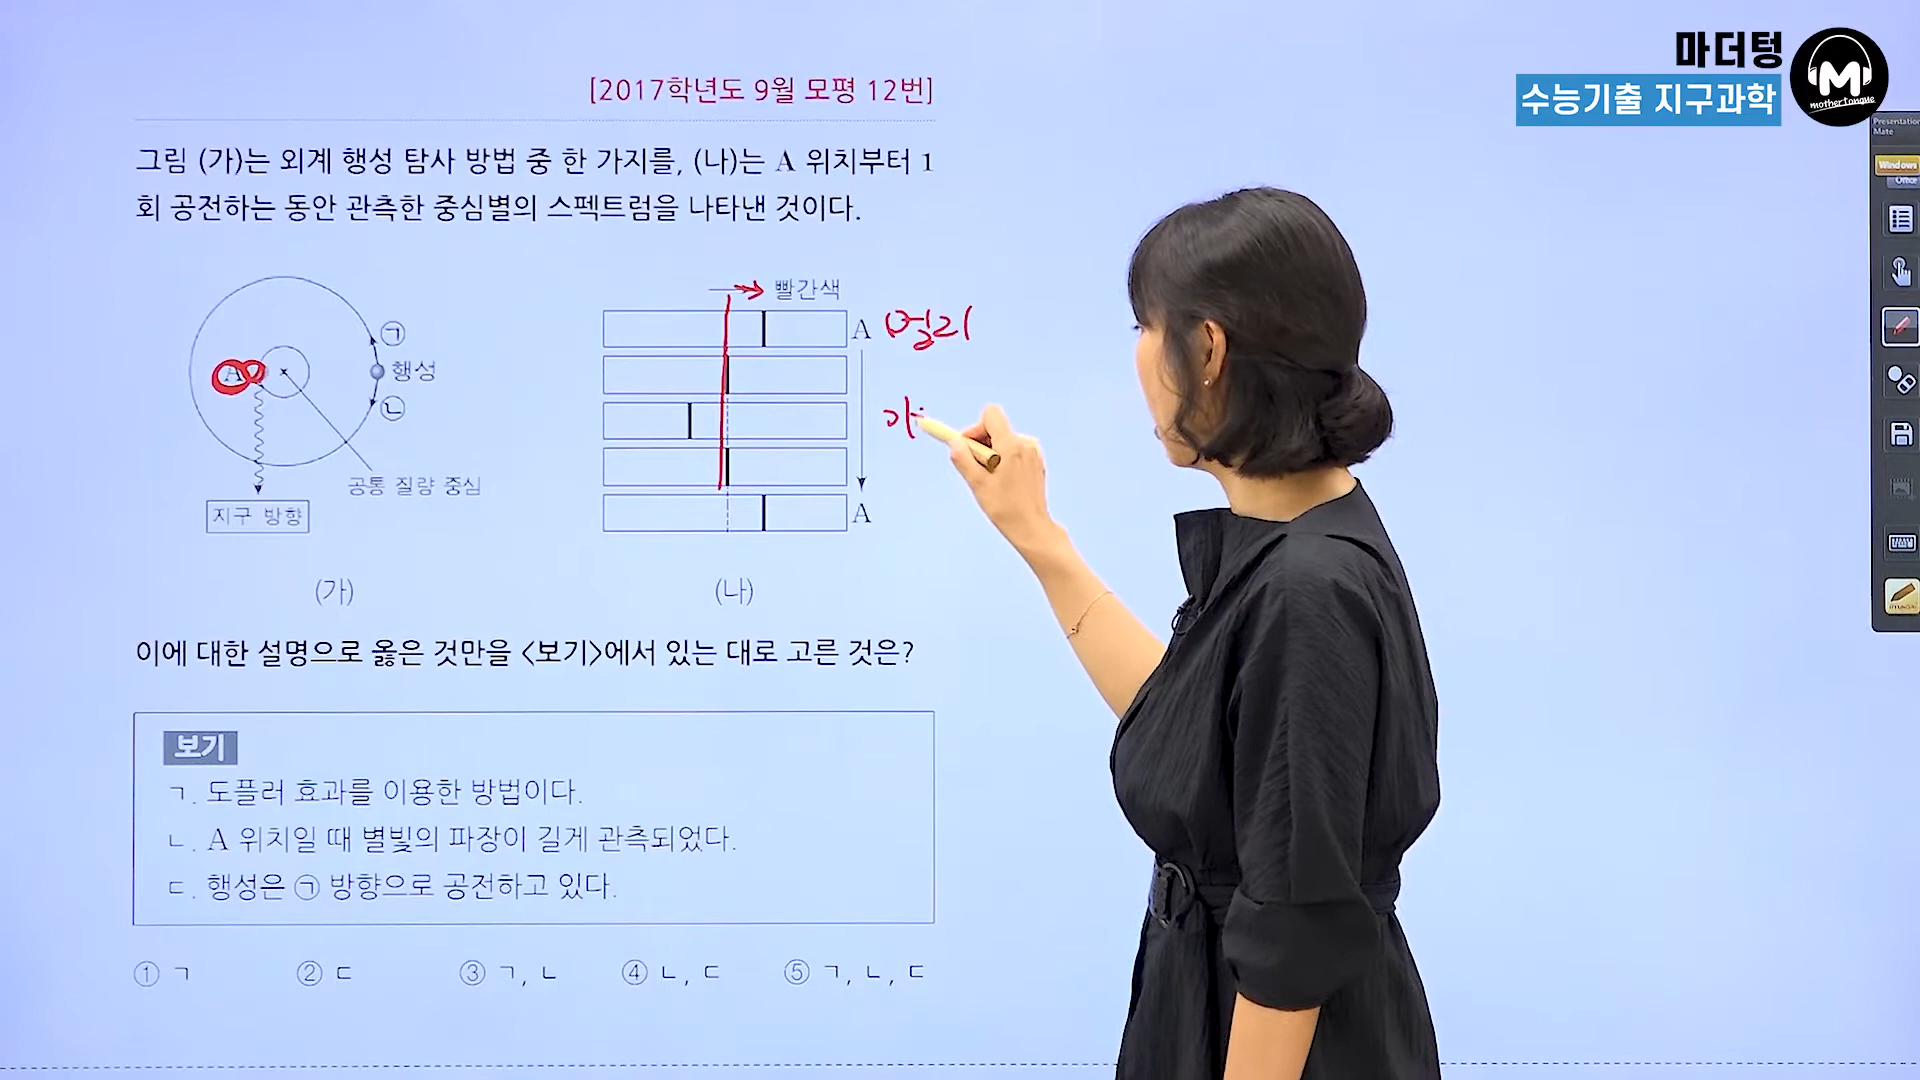 마더텅
수능기출 지구과학
M
mothertongue
Presentation
Mate
Windows
Office
[2017학년도 9월 모평 12번]
그림 (가)는 외계 행성 탐사 방법 중 한 가지를, (나)는 A 위치부터 1
회 공전하는 동안 관측한 중심별의 스펙트럼을 나타낸 것이다.
A
㉠
행성
㉡
공통 질량 중심
지구 방향
(가)
빨간색
A 멀리
가
A
(나)
이에 대한 설명으로 옳은 것만을 <보기>에서 있는 대로 고른 것은?
보기
ㄱ. 도플러 효과를 이용한 방법이다.
ㄴ. A 위치일 때 별빛의 파장이 길게 관측되었다.
ㄷ. 행성은 ㉠ 방향으로 공전하고 있다.
① ㄱ ② ㄷ ③ ㄱ, ㄴ ④ ㄴ, ㄷ ⑤ ㄱ, ㄴ, ㄷ